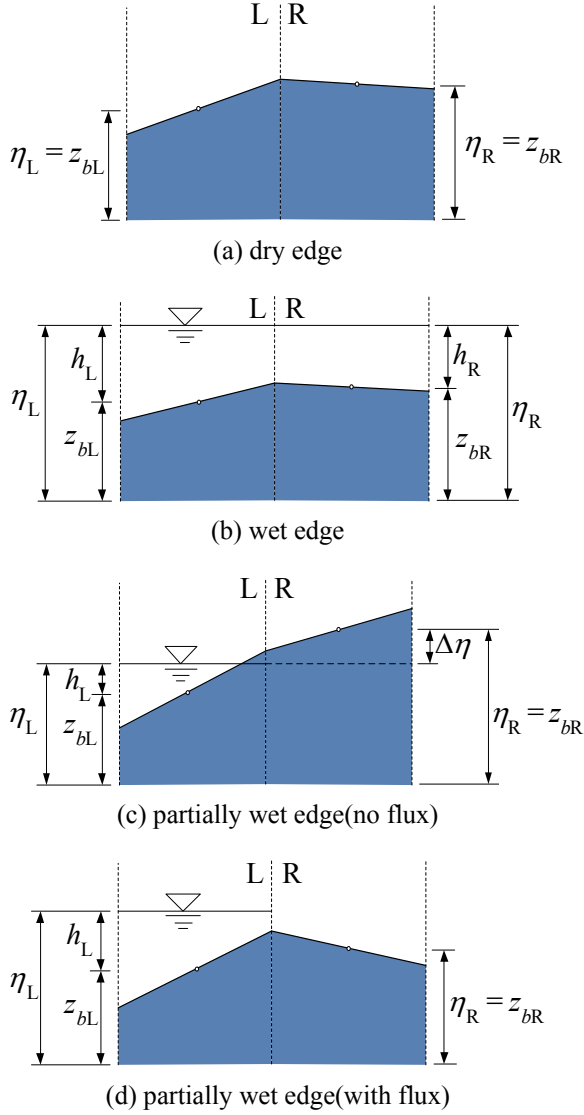 L R
η_L = z_bL
η_R = z_bR
(a) dry edge
L R
h_L
h_R
η_L
η_R
z_bL
z_bR
(b) wet edge
L R
Δη
h_L
η_L
z_bL
η_R = z_bR
(c) partially wet edge(no flux)
L R
h_L
η_L
z_bL
η_R = z_bR
(d) partially wet edge(with flux)